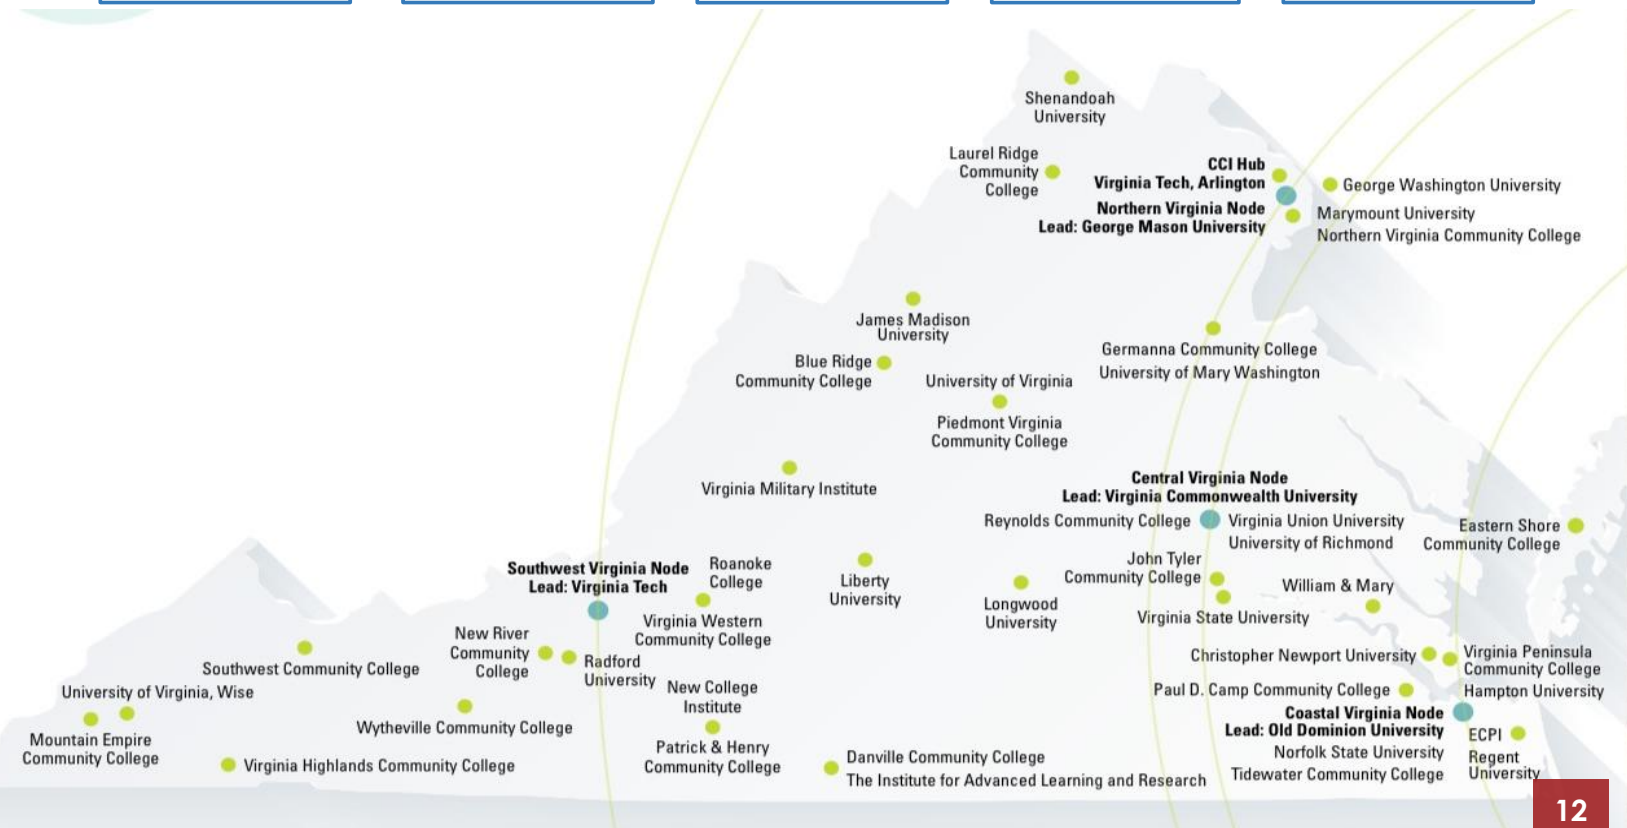 Shenandoah
University
Laurel Ridge
Community
College
CCI Hub
Virginia Tech, Arlington
Northern Virginia Node
Lead: George Mason University
George Washington University
Marymount University
Northern Virginia Community College
James Madison
University
Blue Ridge
Community College
University of Virginia
Piedmont Virginia
Community College
Germanna Community College
University of Mary Washington
Virginia Military Institute
Central Virginia Node
Lead: Virginia Commonwealth University
Reynolds Community College
Virginia Union University
University of Richmond
Eastern Shore
Community College
John Tyler
Community College
Virginia State University
William & Mary
Southwest Virginia Node
Lead: Virginia Tech
Roanoke
College
Virginia Western
Community College
Liberty
University
Longwood
University
New River
Community
College
Radford
University
Southwest Community College
University of Virginia, Wise
Mountain Empire
Community College
Virginia Highlands Community College
Wytheville Community College
New College
Institute
Patrick & Henry
Community College
Danville Community College
The Institute for Advanced Learning and Research
Christopher Newport University
Virginia Peninsula
Community College
Hampton University
Paul D. Camp Community College
Coastal Virginia Node
Lead: Old Dominion University
Norfolk State University
Tidewater Community College
ECPI
Regent
University
12